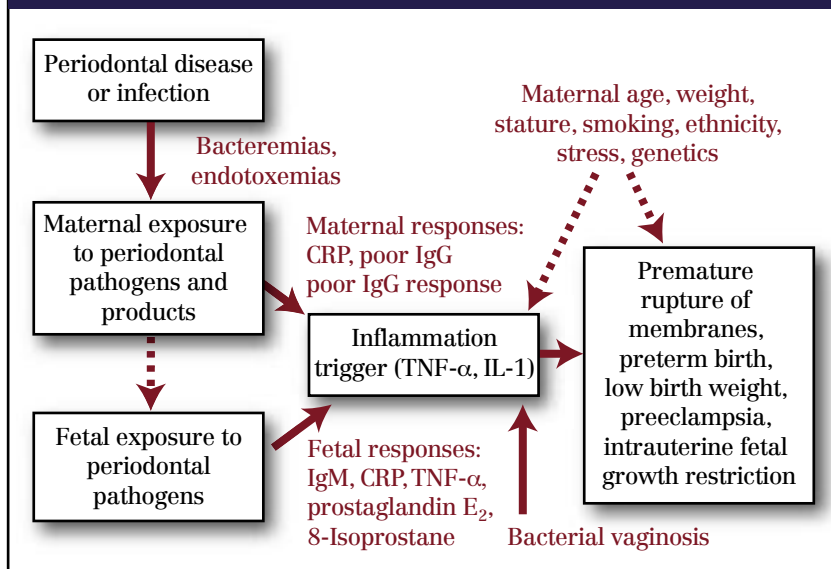 Periodontal disease
or infection
Bacteremias,
endotoxemias
Maternal age, weight,
stature, smoking, ethnicity,
stress, genetics
Maternal exposure
to periodontal
pathogens and
products
Maternal responses:
CRP, poor IgG
poor IgG response
Inflammation
trigger (TNF-α, IL-1)
Premature
rupture of
membranes,
preterm birth,
low birth weight,
preeclampsia,
intrauterine fetal
growth restriction
Fetal exposure to
periodontal
pathogens
Fetal responses:
IgM, CRP, TNF-α,
prostaglandin E₂,
8-Isoprostane
Bacterial vaginosis